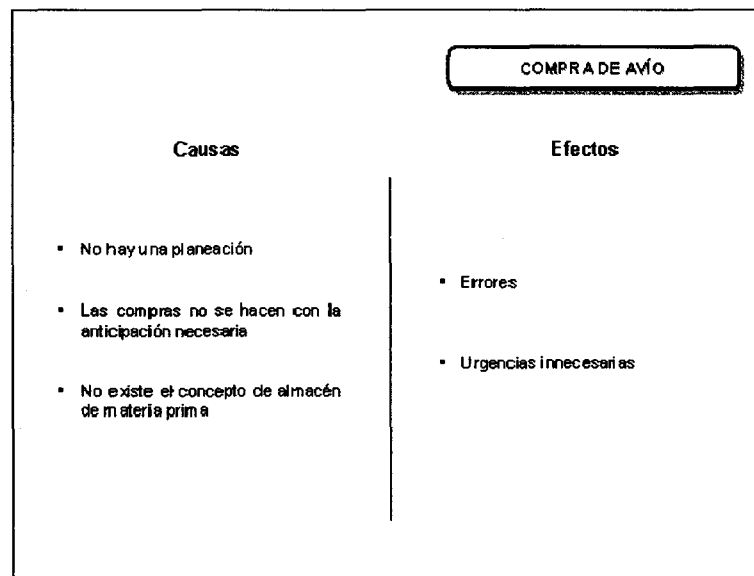 COMPRA DE AVÍO
Causas
Efectos
▪ No hay una planeación
▪ Las compras no se hacen con la
anticipación necesaria
▪ No existe el concepto de almacén
de materia prima
▪ Errores
▪ Urgencias innecesarias